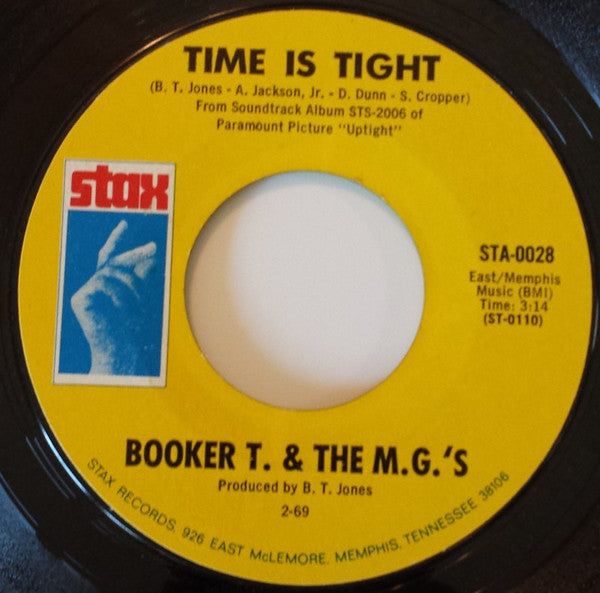 TIME IS TIGHT
(B. T. Jones - A. Jackson, Jr. - D. Dunn - S. Cropper)
From Soundtrack Album STS-2006 of
Paramount Picture "Uptight"
stax
STA-0028
East/Memphis
Music (BMI)
Time: 3:14
(ST-0110)
BOOKER T. & THE M.G.'S
Produced by B. T. Jones
2-69
STAX RECORDS, 926 EAST McLEMORE, MEMPHIS, TENNESSEE 38106